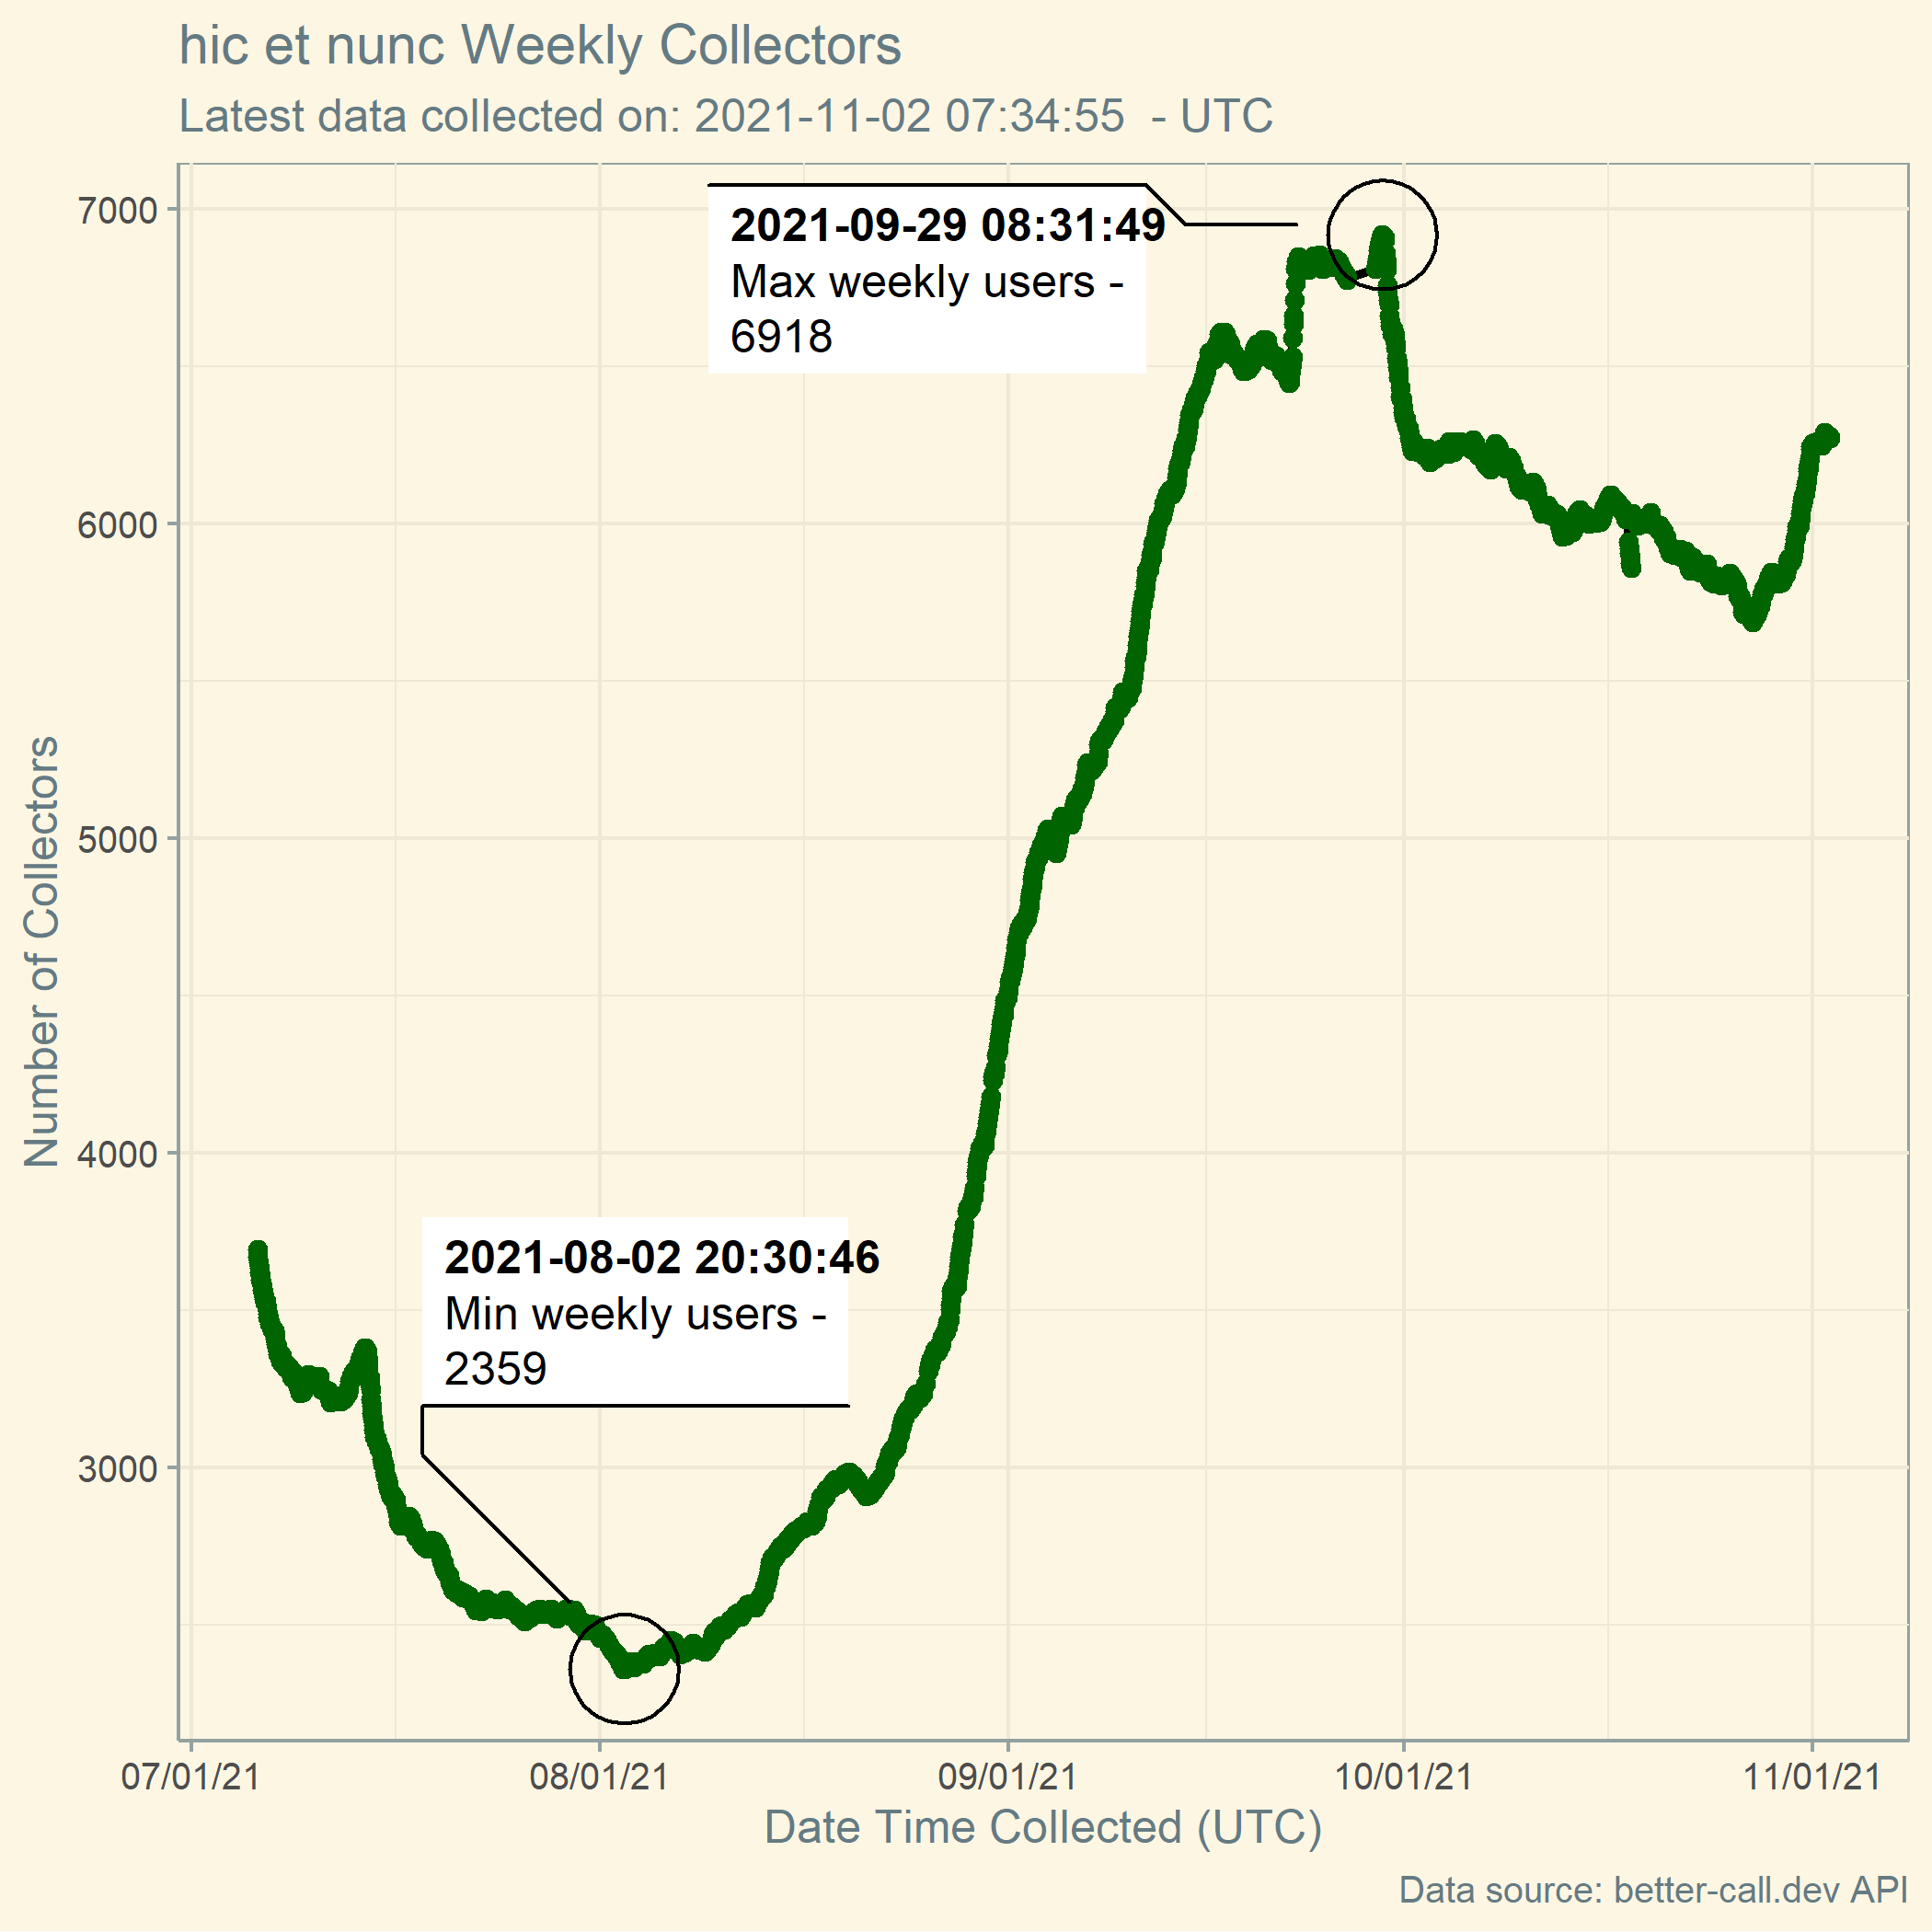 hic et nunc Weekly Collectors
Latest data collected on: 2021-11-02 07:34:55  - UTC
7000
6000
5000
4000
3000
Number of Collectors
2021-09-29 08:31:49
Max weekly users -
6918
2021-08-02 20:30:46
Min weekly users -
2359
07/01/21
08/01/21
09/01/21
10/01/21
11/01/21
Date Time Collected (UTC)
Data source: better-call.dev API